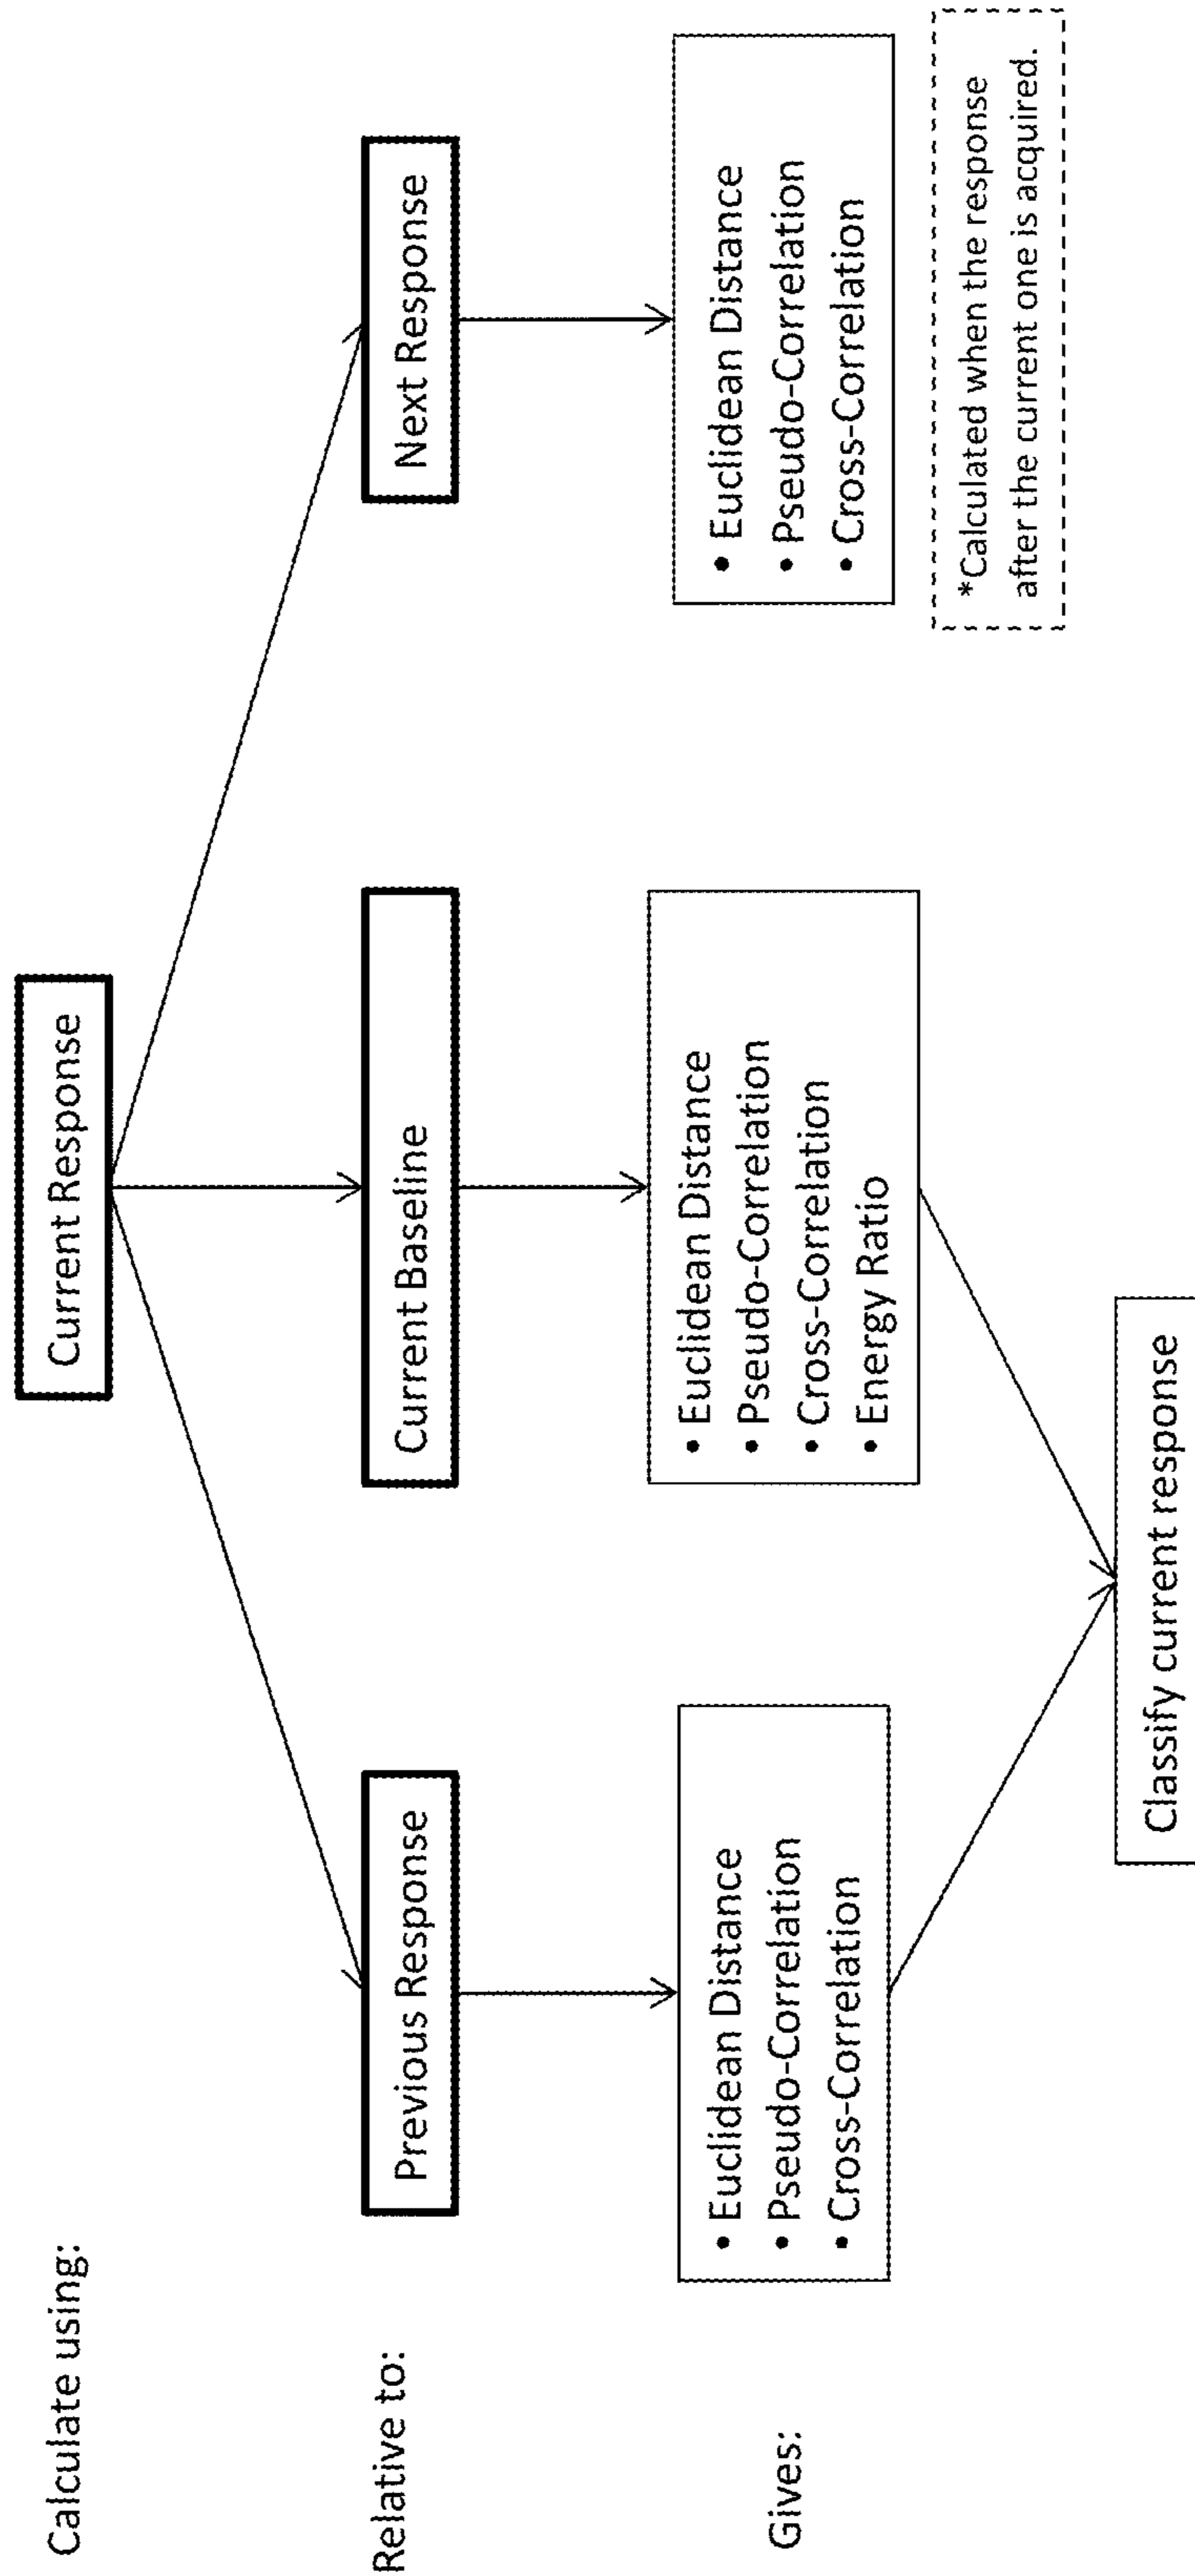 Calculate using:
Current Response
Relative to:
Previous Response
Current Baseline
Next Response
Gives:
• Euclidean Distance
• Pseudo-Correlation
• Cross-Correlation
• Euclidean Distance
• Pseudo-Correlation
• Cross-Correlation
• Energy Ratio
• Euclidean Distance
• Pseudo-Correlation
• Cross-Correlation
*Calculated when the response
after the current one is acquired.
Classify current response